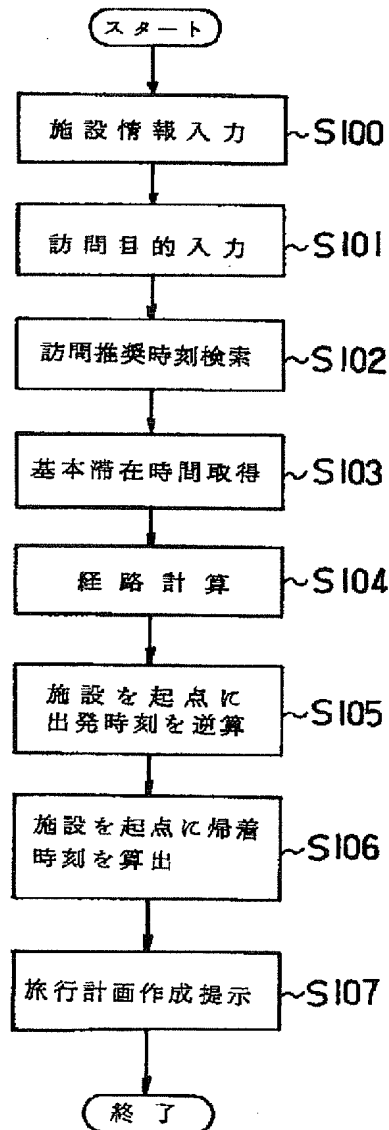 スタート
施設情報入力 ~S100
訪問目的入力 ~S101
訪問推奨時刻検索 ~S102
基本滞在時間取得 ~S103
経路計算 ~S104
施設を起点に
出発時刻を逆算 ~S105
施設を起点に帰着
時刻を算出 ~S106
旅行計画作成提示 ~S107
終了